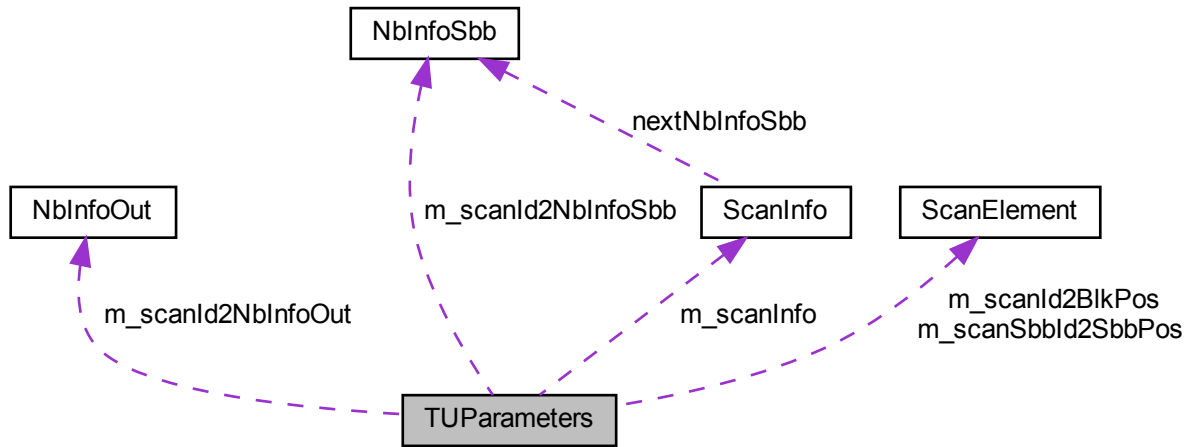 NbInfoSbb
nextNbInfoSbb
NbInfoOut
m_scanId2NbInfoSbb
ScanInfo
ScanElement
m_scanId2NbInfoOut
m_scanInfo
m_scanId2BlkPos
m_scanSbbId2SbbPos
TUParameters